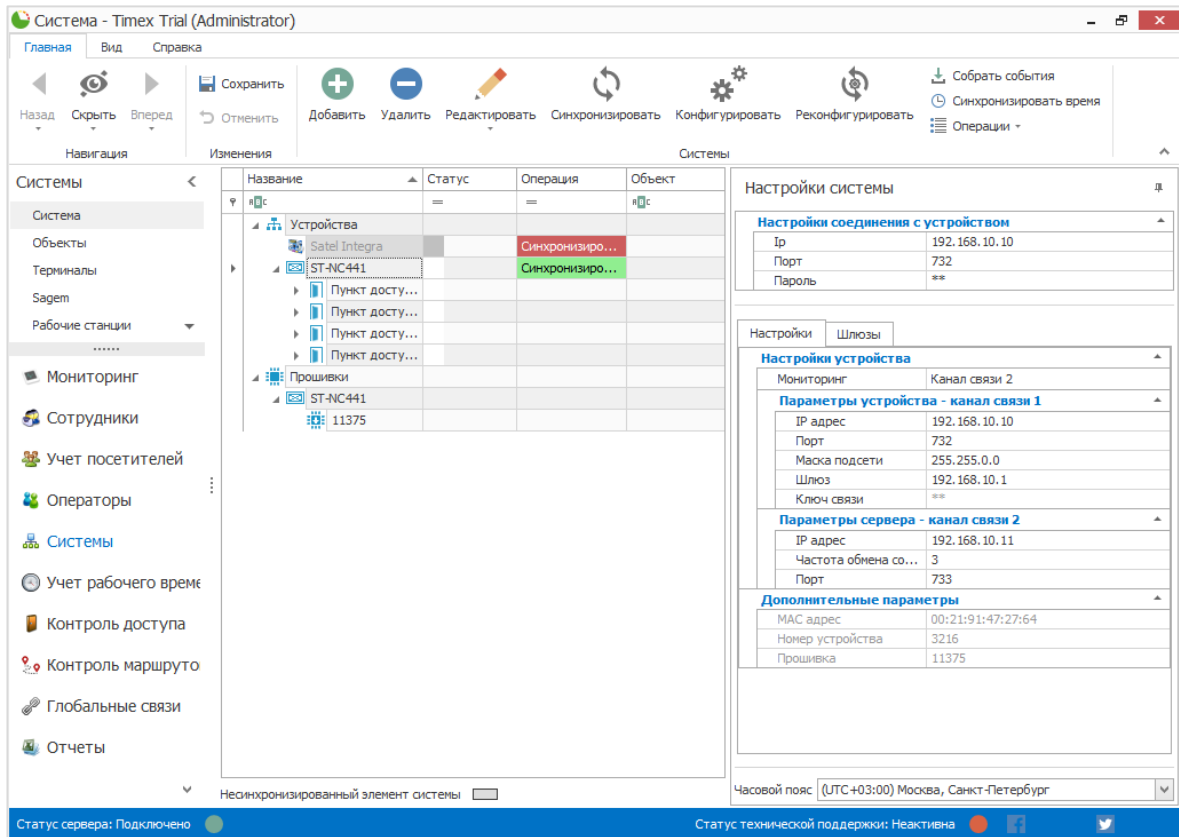 Система - Timex Trial (Administrator)
Главная Вид Справка
Назад Скрыть Вперед
Навигация
Сохранить
Отменить
Изменения
Добавить Удалить Редактировать Синхронизировать Конфигурировать Реконфигурировать
Собрать события
Синхронизировать время
Операции
Системы
Системы
Система
Объекты
Терминалы
Sagem
Рабочие станции
Мониторинг
Сотрудники
Учет посетителей
Операторы
Системы
Учет рабочего време
Контроль доступа
Контроль маршруто
Глобальные связи
Отчеты
Название Статус Операция Объект
= =
Устройства
Satel Integra Синхронизиро...
ST-NC441 Синхронизиро...
Пункт досту...
Пункт досту...
Пункт досту...
Пункт досту...
Прошивки
ST-NC441
11375
Несинхронизированный элемент системы
Настройки системы
Настройки соединения с устройством
Ip 192.168.10.10
Порт 732
Пароль **
Настройки Шлюзы
Настройки устройства
Мониторинг Канал связи 2
Параметры устройства - канал связи 1
IP адрес 192.168.10.10
Порт 732
Маска подсети 255.255.0.0
Шлюз 192.168.10.1
Ключ связи **
Параметры сервера - канал связи 2
IP адрес 192.168.10.11
Частота обмена со... 3
Порт 733
Дополнительные параметры
MAC адрес 00:21:91:47:27:64
Номер устройства 3216
Прошивка 11375
Часовой пояс (UTC+03:00) Москва, Санкт-Петербург
Статус сервера: Подключено
Статус технической поддержки: Неактивна